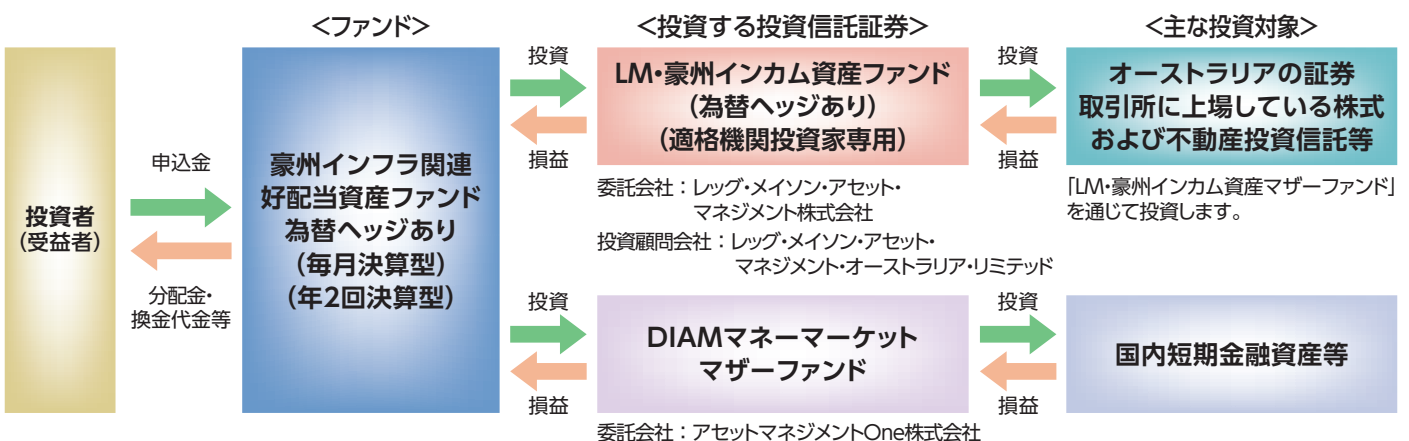 <ファンド>
<投資する投資信託証券>
<主な投資対象>
投資者
(受益者)
申込金
分配金・
換金代金等
豪州インフラ関連
好配当資産ファンド
為替ヘッジあり
(毎月決算型)
(年2回決算型)
投資
損益
LM・豪州インカム資産ファンド
(為替ヘッジあり)
(適格機関投資家専用)
委託会社：レッグ・メイソン・アセット・
マネジメント株式会社
投資顧問会社：レッグ・メイソン・アセット・
マネジメント・オーストラリア・リミテッド
投資
損益
オーストラリアの証券
取引所に上場している株式
および不動産投資信託等
「LM・豪州インカム資産マザーファンド」
を通じて投資します。
投資
損益
DIAMマネーマーケット
マザーファンド
委託会社：アセットマネジメントOne株式会社
投資
損益
国内短期金融資産等